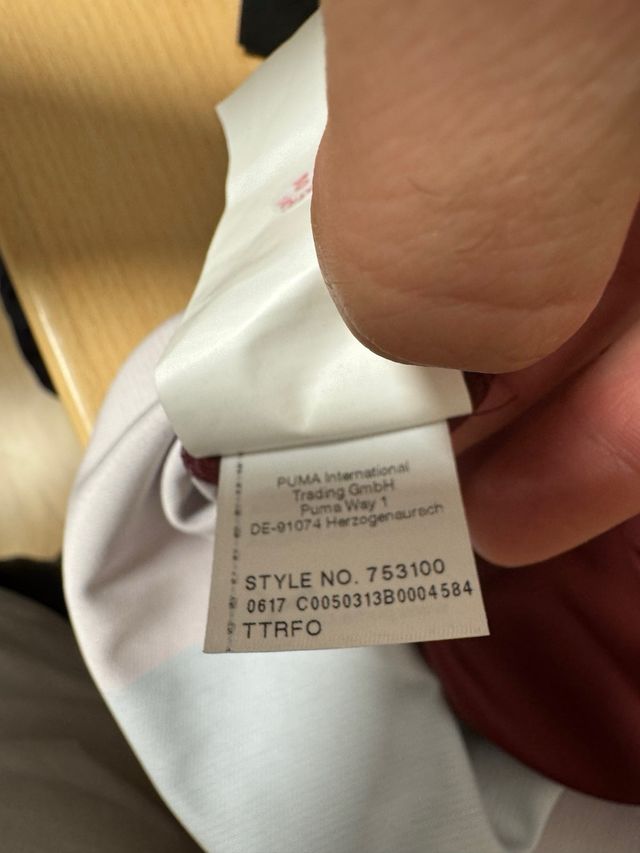 PUMA International
Trading GmbH
Puma Way 1
DE-91074 Herzogenaurach
STYLE NO. 753100
0617 C0050313B0004584
TTRFO